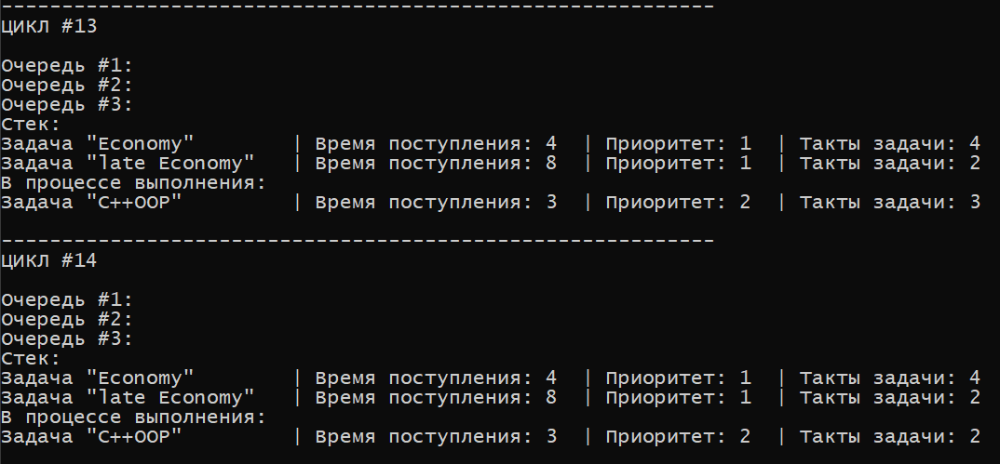 -----------------------------------------------------------
ЦИКЛ #13
Очередь #1:
Очередь #2:
Очередь #3:
Стек:
Задача "Economy"        | Время поступления: 4  | Приоритет: 1  | Такты задачи: 4
Задача "late Economy"   | Время поступления: 8  | Приоритет: 1  | Такты задачи: 2
В процессе выполнения:
Задача "C++OOP"         | Время поступления: 3  | Приоритет: 2  | Такты задачи: 3
-----------------------------------------------------------
ЦИКЛ #14
Очередь #1:
Очередь #2:
Очередь #3:
Стек:
Задача "Economy"        | Время поступления: 4  | Приоритет: 1  | Такты задачи: 4
Задача "late Economy"   | Время поступления: 8  | Приоритет: 1  | Такты задачи: 2
В процессе выполнения:
Задача "C++OOP"         | Время поступления: 3  | Приоритет: 2  | Такты задачи: 2